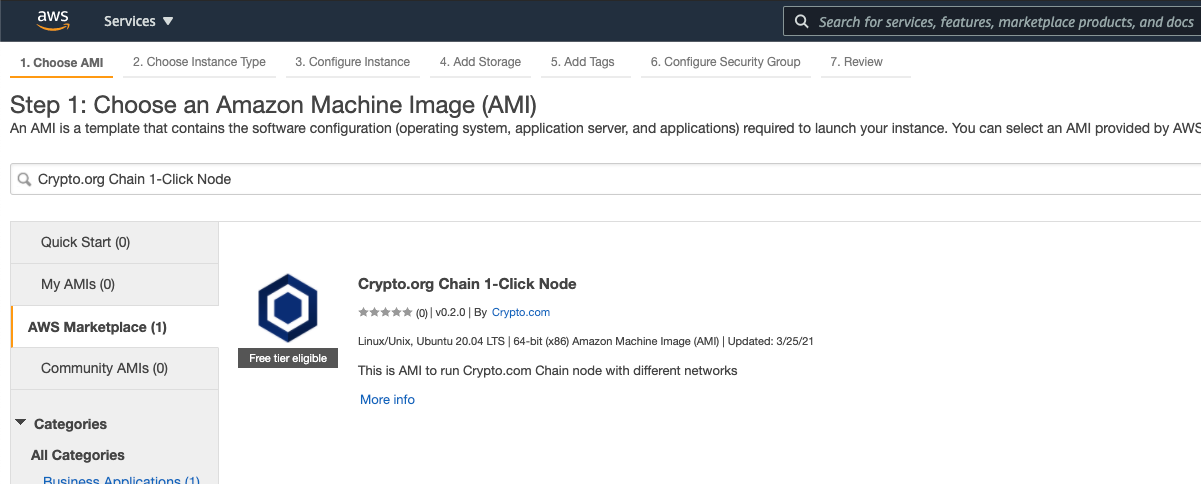 aws Services Search for services, features, marketplace products, and docs
1. Choose AMI 2. Choose Instance Type 3. Configure Instance 4. Add Storage 5. Add Tags 6. Configure Security Group 7. Review
Step 1: Choose an Amazon Machine Image (AMI)
An AMI is a template that contains the software configuration (operating system, application server, and applications) required to launch your instance. You can select an AMI provided by AWS
Crypto.org Chain 1-Click Node
Quick Start (0)
My AMIs (0)
AWS Marketplace (1)
Community AMIs (0)
Categories
All Categories
Business Applications (1)
Free tier eligible
Crypto.org Chain 1-Click Node
(0) | v0.2.0 | By Crypto.com
Linux/Unix, Ubuntu 20.04 LTS | 64-bit (x86) Amazon Machine Image (AMI) | Updated: 3/25/21
This is AMI to run Crypto.com Chain node with different networks
More info